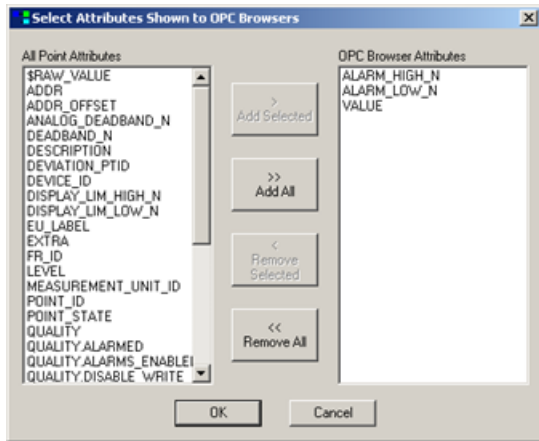 Select Attributes Shown to OPC Browsers
All Point Attributes
$RAW_VALUE
ADDR
ADDR_OFFSET
ANALOG_DEADBAND_N
DEADBAND_N
DESCRIPTION
DEVIATION_PTID
DEVICE_ID
DISPLAY_LIM_HIGH_N
DISPLAY_LIM_LOW_N
EU_LABEL
EXTRA
FR_ID
LEVEL
MEASUREMENT_UNIT_ID
POINT_ID
POINT_STATE
QUALITY
QUALITY.ALARMED
QUALITY.ALARMS_ENABLEI
QUALITY.DISABLE_WRITE
>
Add Selected
>>
Add All
<
Remove
Selected
<<
Remove All
OPC Browser Attributes
ALARM_HIGH_N
ALARM_LOW_N
VALUE
OK
Cancel